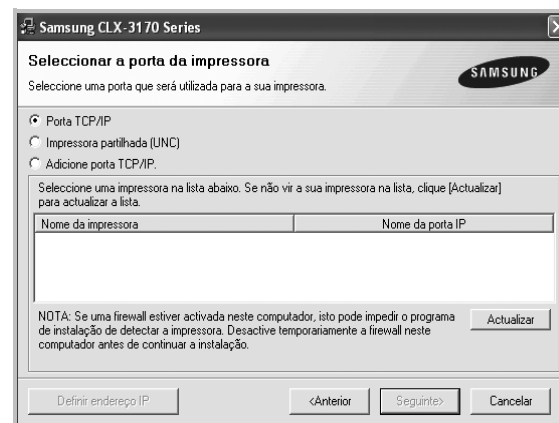 Samsung CLX-3170 Series
Seleccionar a porta da impressora
Seleccione uma porta que será utilizada para a sua impressora.
SAMSUNG
Porta TCP/IP
Impressora partilhada (UNC)
Adicione porta TCP/IP.
Seleccione uma impressora na lista abaixo. Se não vir a sua impressora na lista, clique [Actualizar]
para actualizar a lista.
Nome da impressora
Nome da porta IP
NOTA: Se uma firewall estiver activada neste computador, isto pode impedir o programa
de instalação de detectar a impressora. Desactive temporariamente a firewall neste
computador antes de continuar a instalação.
Actualizar
Definir endereço IP
<Anterior
Seguinte>
Cancelar